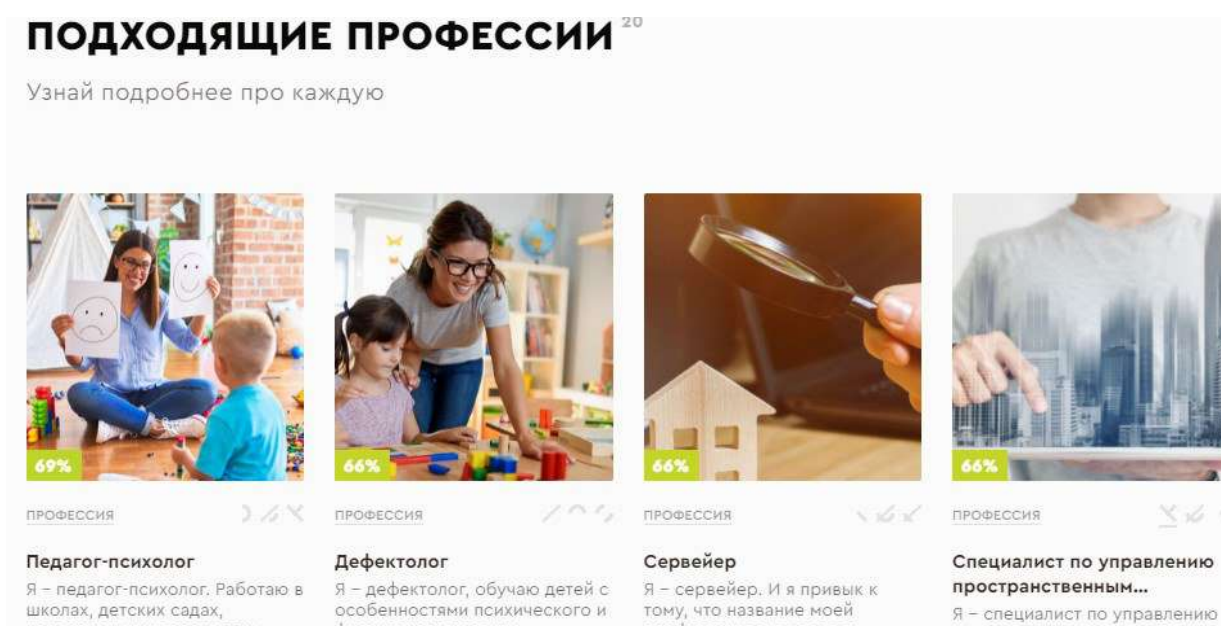 ПОДХОДЯЩИЕ ПРОФЕССИИ 20
Узнай подробнее про каждую
69%
66%
66%
66%
ПРОФЕССИЯ
ПРОФЕССИЯ
ПРОФЕССИЯ
ПРОФЕССИЯ
Педагог-психолог
Я – педагог-психолог. Работаю в
школах, детских садах,
Дефектолог
Я – дефектолог, обучаю детей с
особенностями психического и
Сервейер
Я – сервейер. И я привык к
тому, что название моей
Специалист по управлению
пространственным...
Я – специалист по управлению